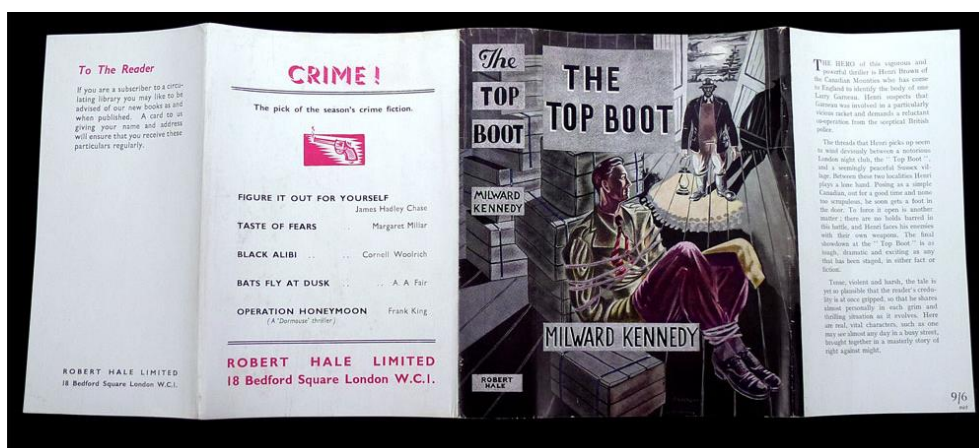 To The Reader
If you are a subscriber to a circu-
lating library you may like to be
advised of our new books as and
when published. A card to us
giving your name and address
will ensure that you receive these
particulars regularly.
ROBERT HALE LIMITED
18 Bedford Square London W.C.1.
CRIME!
The pick of the season's crime fiction.
FIGURE IT OUT FOR YOURSELF
James Hadley Chase
TASTE OF FEARS Margaret Millar
BLACK ALIBI .. .. Cornell Woolrich
BATS FLY AT DUSK .. .. A. A. Fair
OPERATION HONEYMOON Frank King
(A 'Dormouse' thriller)
ROBERT HALE LIMITED
18 Bedford Square London W.C.1.
The
TOP
BOOT
MILWARD
KENNEDY
ROBERT
HALE
THE
TOP BOOT
MILWARD KENNEDY
THE HERO of this vigorous and
powerful thriller is Henri Brown of
the Canadian Mounties who has come
to England to identify the body of one
Larry Garneau. Henri suspects that
Garneau was involved in a particularly
vicious racket and demands a reluctant
co-operation from the sceptical British
police.
The threads that Henri picks up seem
to wind deviously between a notorious
London night club, the "Top Boot",
and a seemingly peaceful Sussex vil-
lage. Between these two localities Henri
plays a lone hand. Posing as a simple
Canadian, out for a good time and none
too scrupulous, he soon gets a foot in
the door. To force it open is another
matter; there are no holds barred in
this battle, and Henri faces his enemies
with their own weapons. The final
showdown at the "Top Boot" is as
tough, dramatic and exciting as any
that has been staged, in either fact or
fiction.
Tense, violent and harsh, the tale is
yet so plausible that the reader's credu-
lity is at once gripped, so that he shares
almost personally in each grim and
thrilling situation as it evolves. Here
are real, vital characters, such as one
may see almost any day in a busy street,
brought together in a masterly story of
right against might.
9/6
net